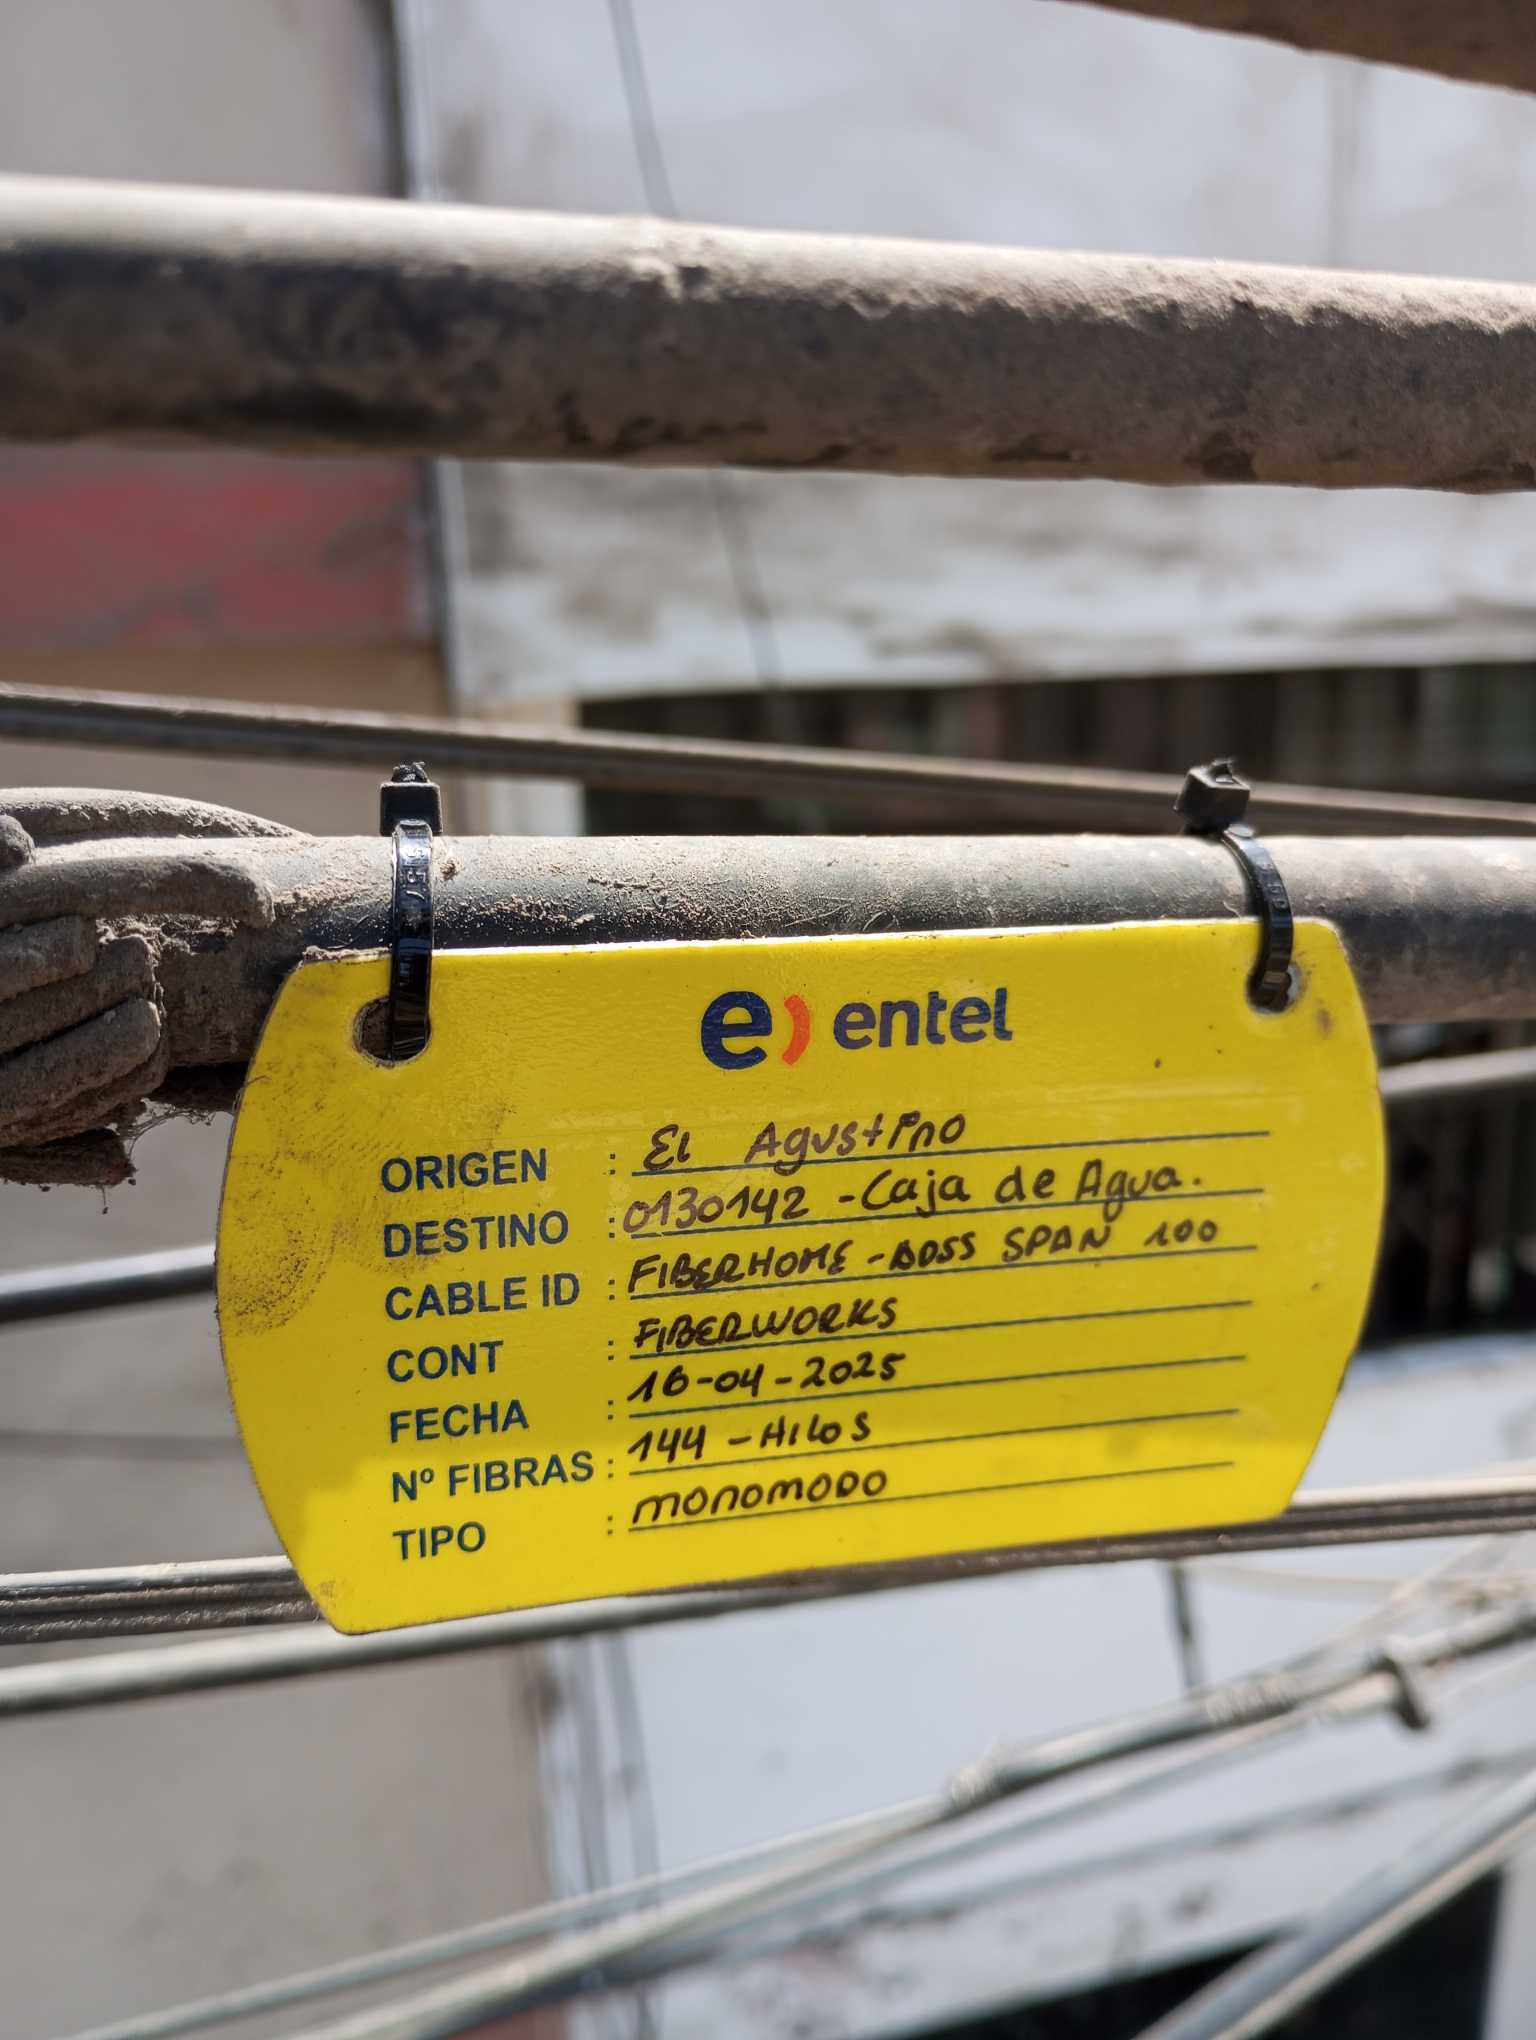 e) entel
ORIGEN : El Agustino
DESTINO : 0130142 - Caja de Agua.
CABLE ID : FIBERHOME - ADSS SPAN 100
CONT : FIBERWORKS
FECHA : 16-04-2025
Nº FIBRAS : 144 - HILOS
TIPO : MONOMODO